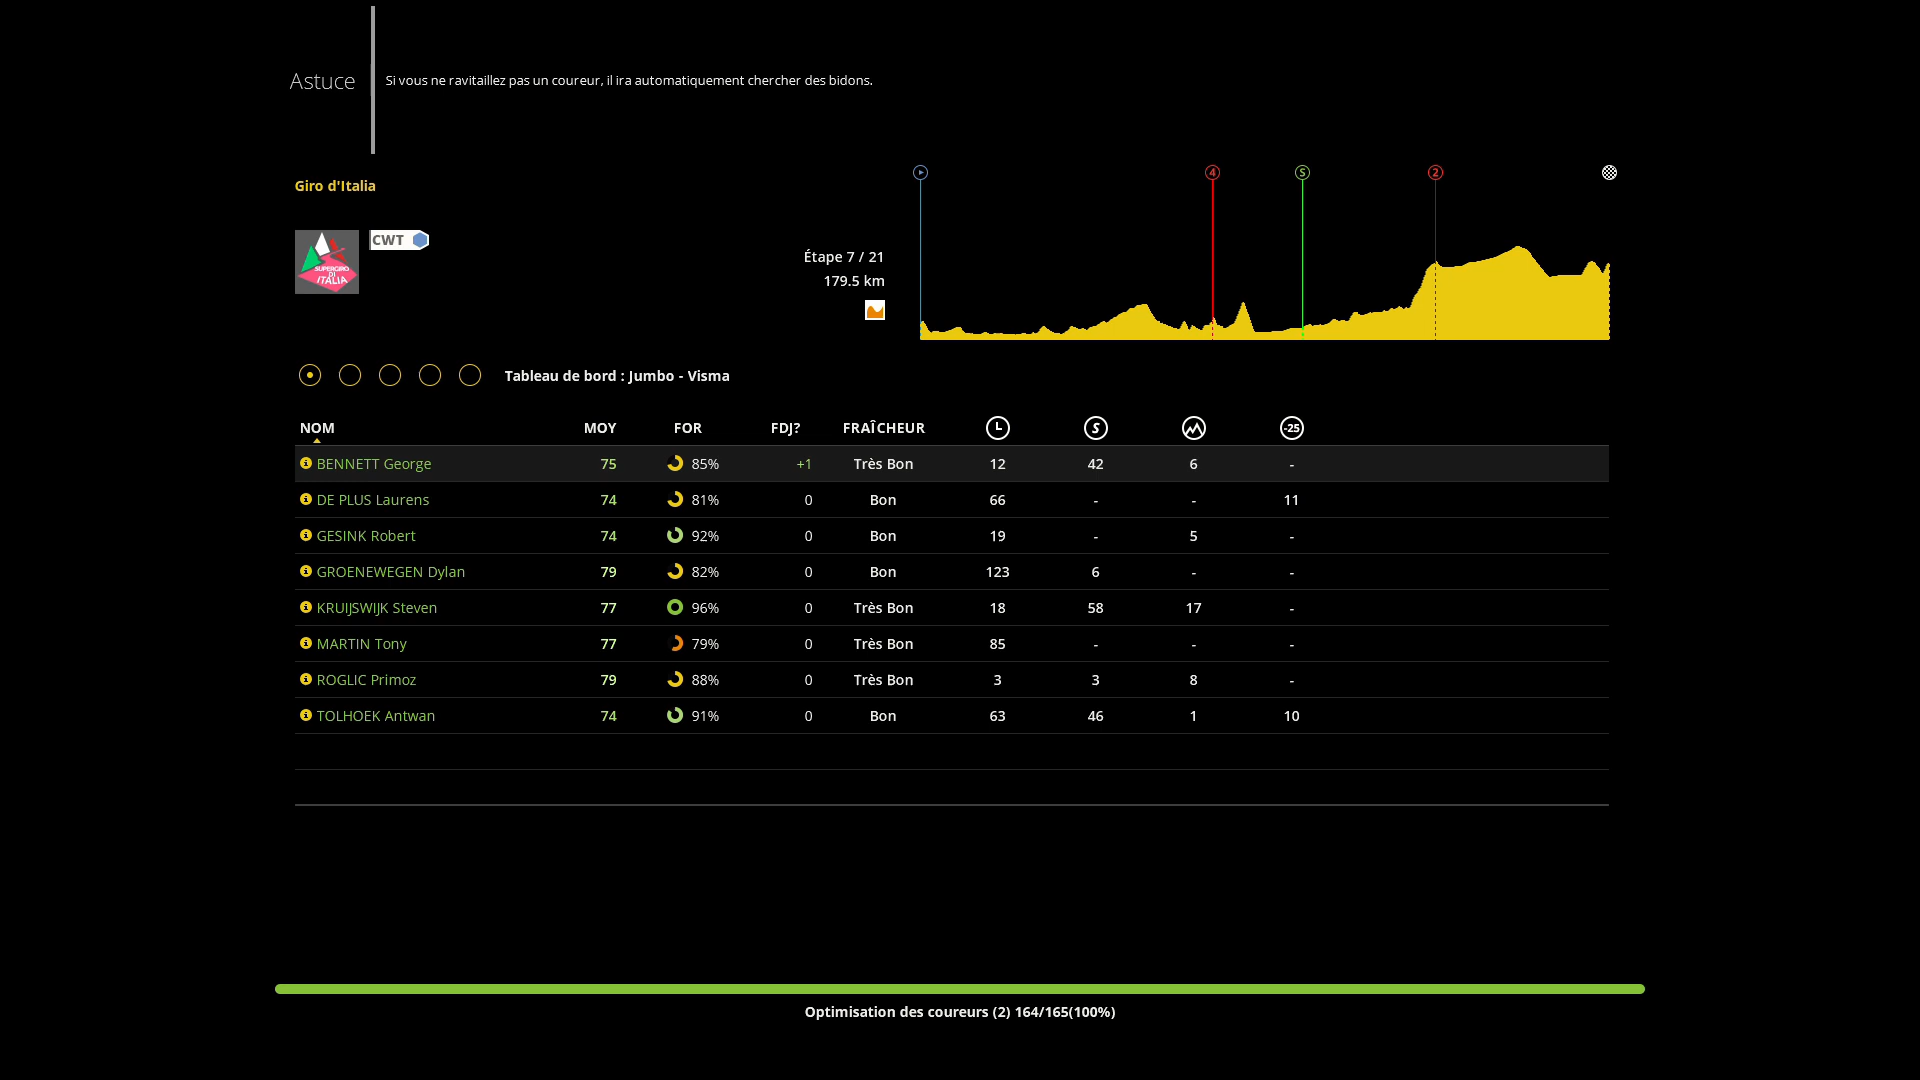 Astuce
Si vous ne ravitaillez pas un coureur, il ira automatiquement chercher des bidons.
Giro d'Italia
SUPERGIRO DI ITALIA
CWT
Étape 7 / 21
179.5 km
4 S 2
Tableau de bord : Jumbo - Visma
NOM MOY FOR FDJ? FRAÎCHEUR S -25
BENNETT George 75 85% +1 Très Bon 12 42 6 -
DE PLUS Laurens 74 81% 0 Bon 66 - - 11
GESINK Robert 74 92% 0 Bon 19 - 5 -
GROENEWEGEN Dylan 79 82% 0 Bon 123 6 - -
KRUIJSWIJK Steven 77 96% 0 Très Bon 18 58 17 -
MARTIN Tony 77 79% 0 Très Bon 85 - - -
ROGLIC Primoz 79 88% 0 Très Bon 3 3 8 -
TOLHOEK Antwan 74 91% 0 Bon 63 46 1 10
Optimisation des coureurs (2) 164/165(100%)